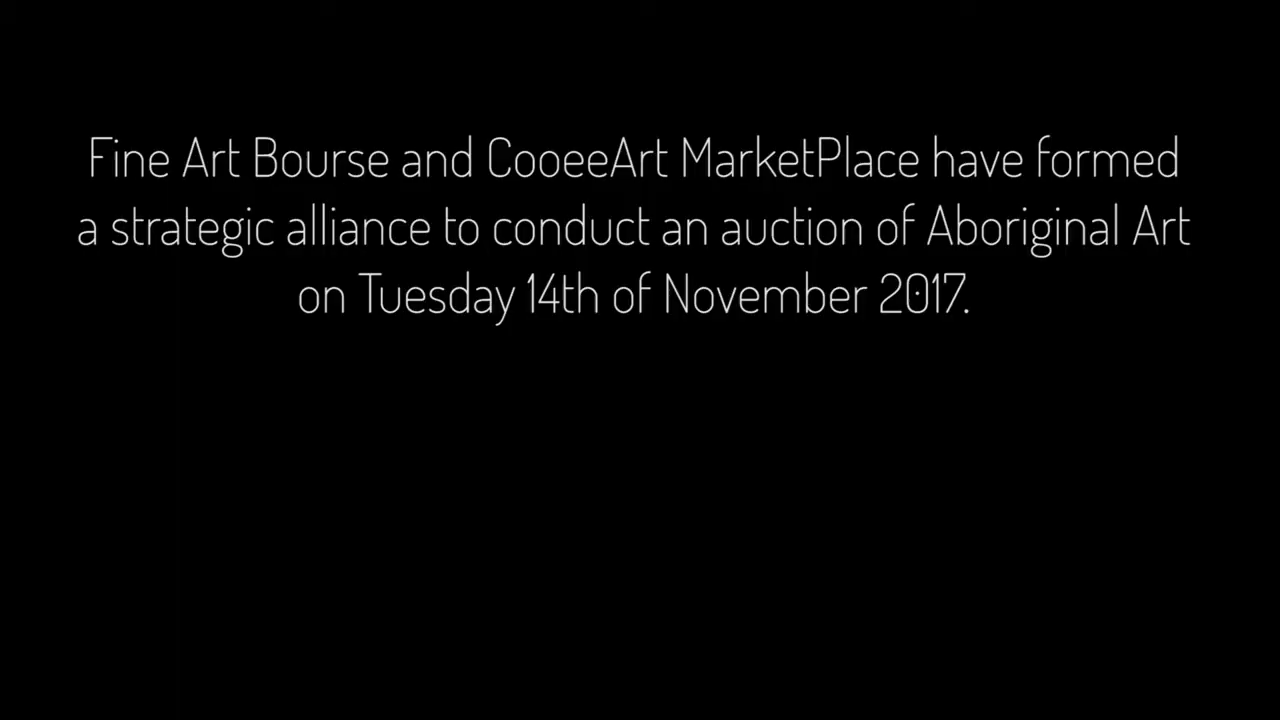 Fine Art Bourse and CooeeArt MarketPlace have formed
a strategic alliance to conduct an auction of Aboriginal Art
on Tuesday 14th of November 2017.